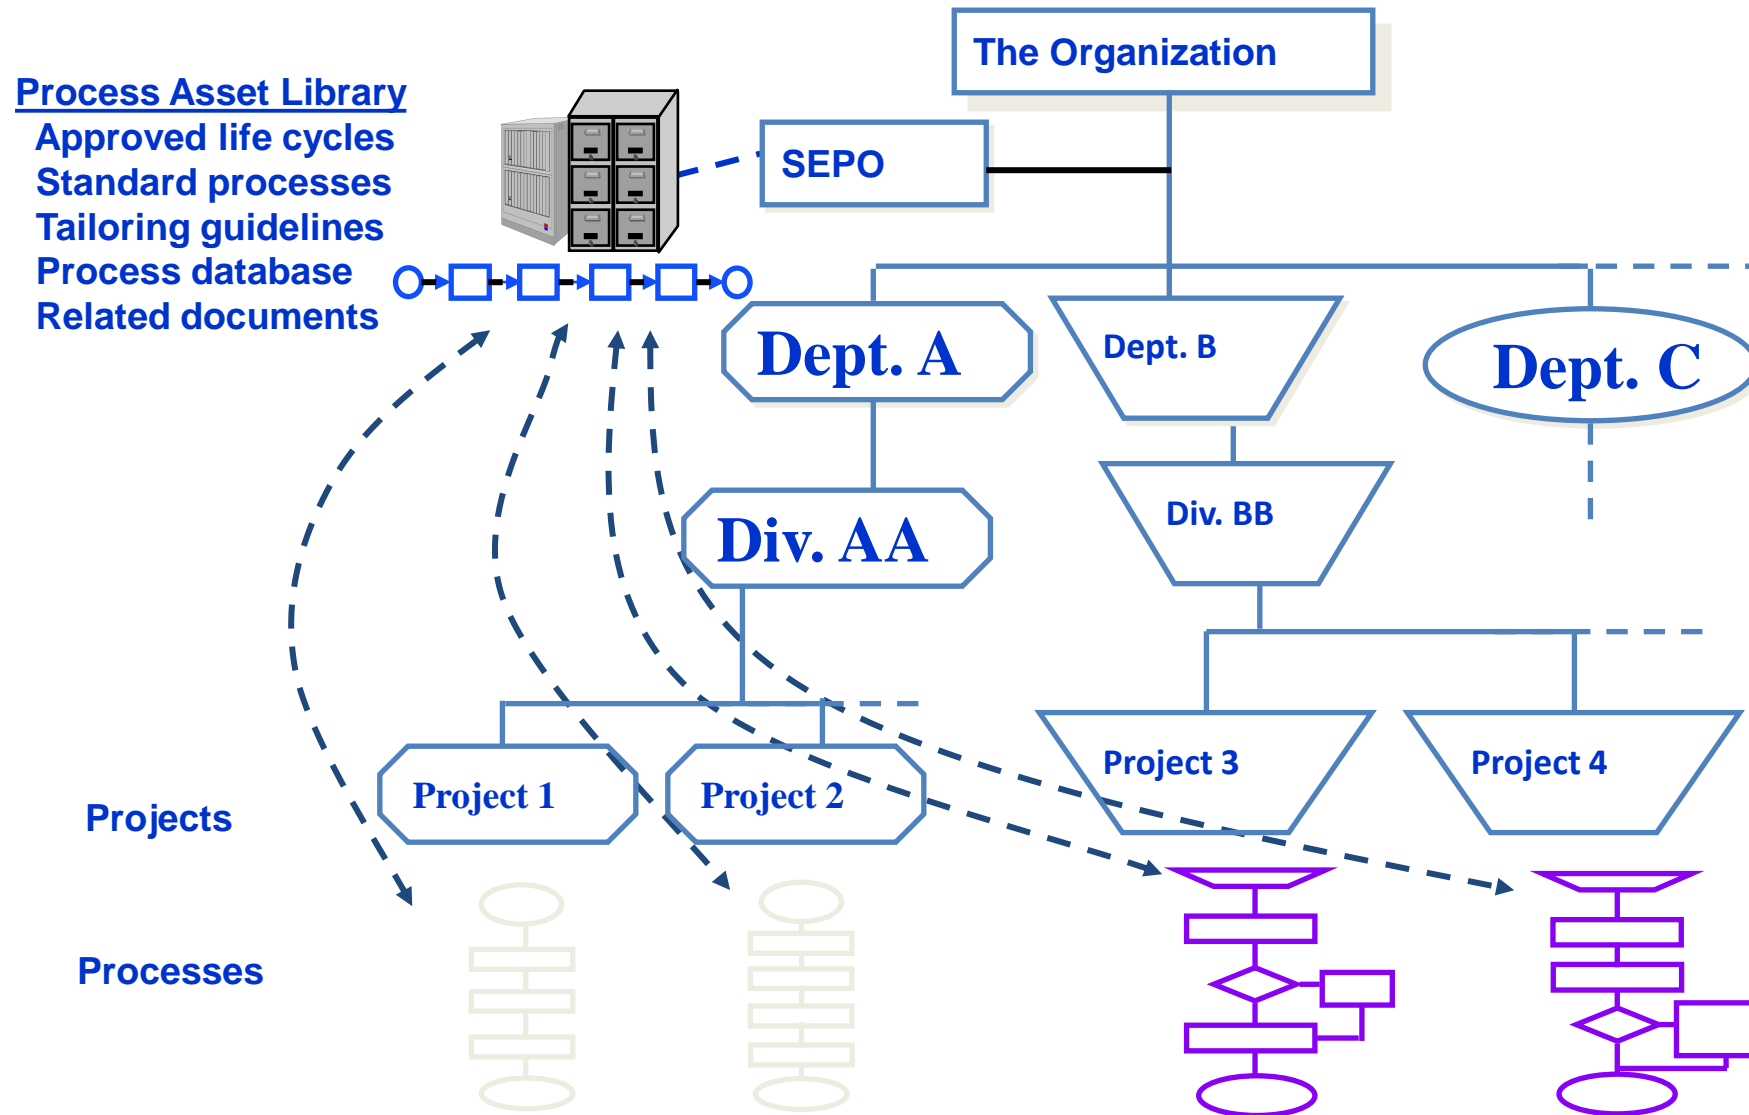 The Organization
Process Asset Library
Approved life cycles
Standard processes
Tailoring guidelines
Process database
Related documents
SEPO
Dept. A
Dept. B
Dept. C
Div. AA
Div. BB
Projects
Project 1
Project 2
Project 3
Project 4
Processes